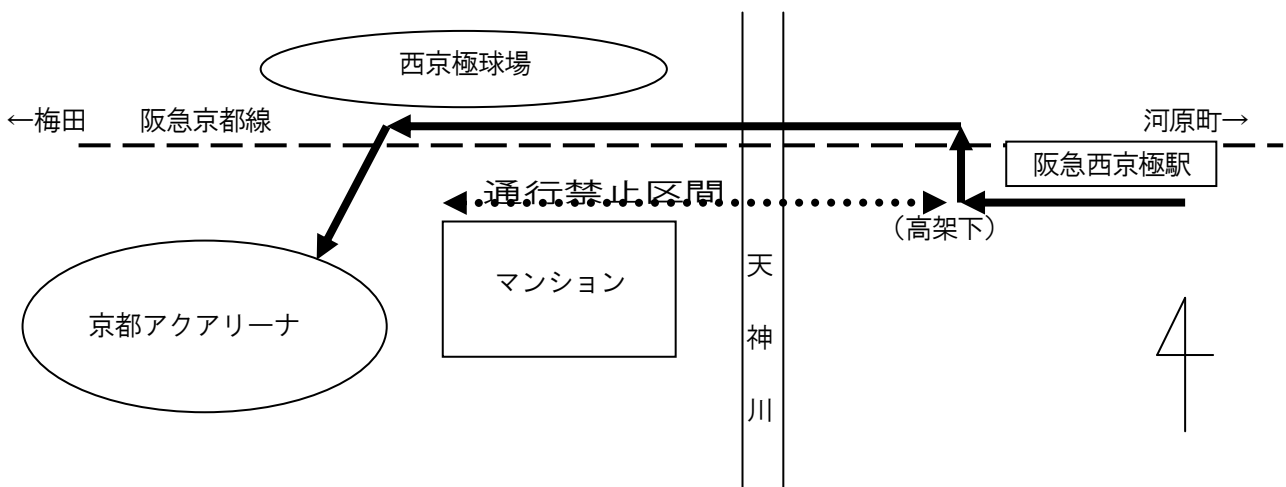 西京極球場
←梅田
阪急京都線
河原町→
阪急西京極駅
通行禁止区間
（高架下）
マンション
天神川
京都アクアリーナ